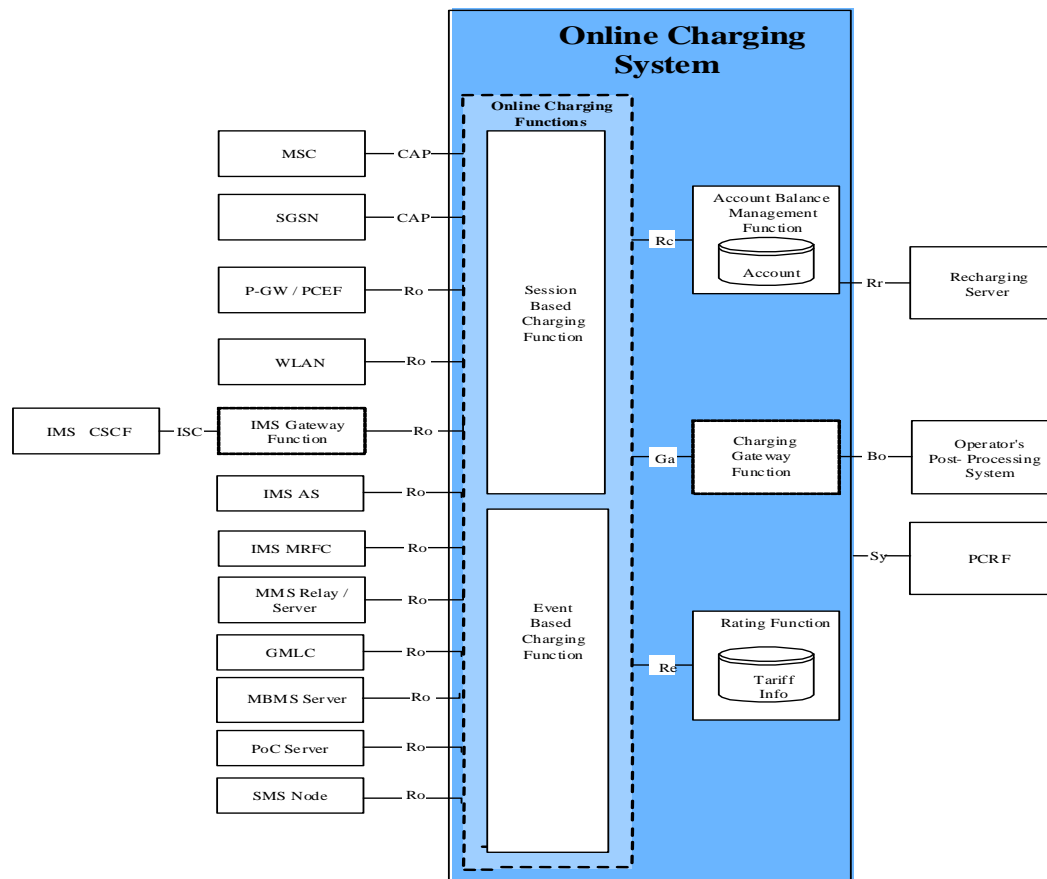 Online Charging
System
Online Charging
Functions
MSC
CAP
SGSN
CAP
P-GW / PCEF
Ro
WLAN
Ro
IMS CSCF
ISC
IMS Gateway
Function
Ro
IMS AS
Ro
IMS MRFC
Ro
MMS Relay /
Server
Ro
GMLC
Ro
MBMS Server
Ro
PoC Server
Ro
SMS Node
Ro
Session
Based
Charging
Function
Event
Based
Charging
Function
Rc
Account Balance
Management
Function
Account
Rr
Recharging
Server
Ga
Charging
Gateway
Function
Bo
Operator's
Post- Processing
System
Sy
PCRF
Re
Rating Function
Tariff
Info